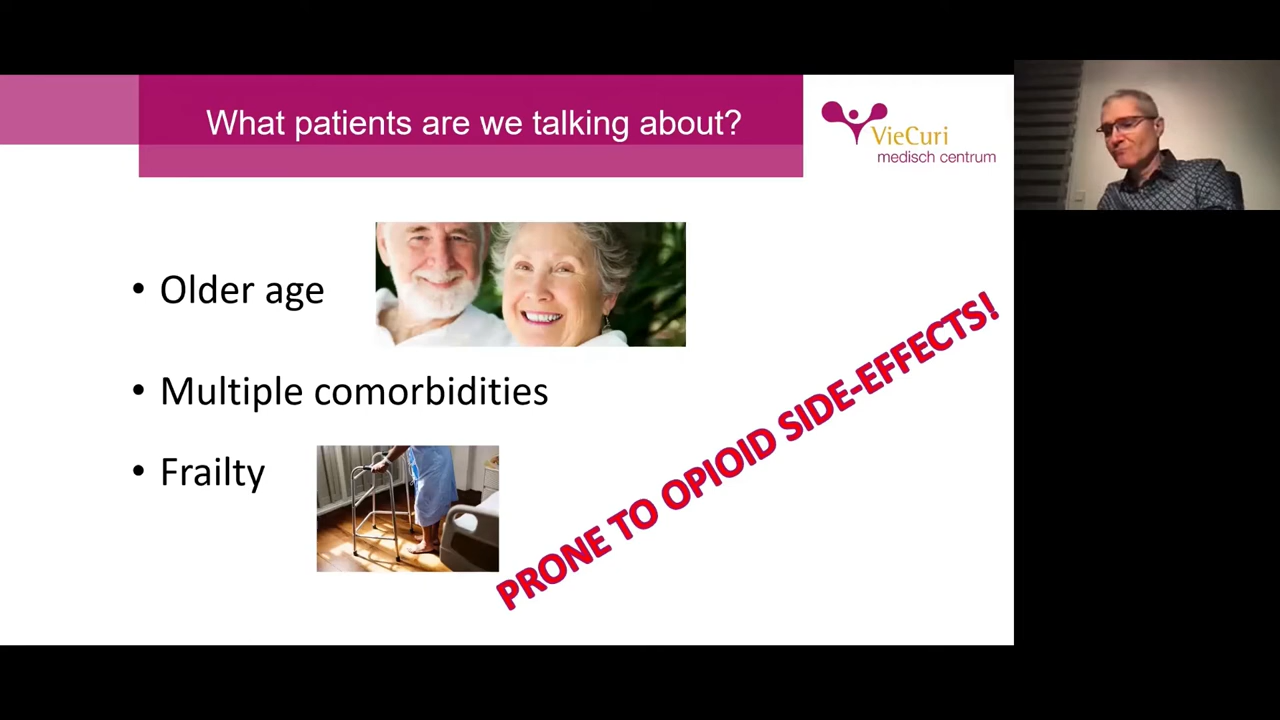 What patients are we talking about?
VieCuri
medisch centrum
• Older age
• Multiple comorbidities
• Frailty
PRONE TO OPIOID SIDE-EFFECTS!